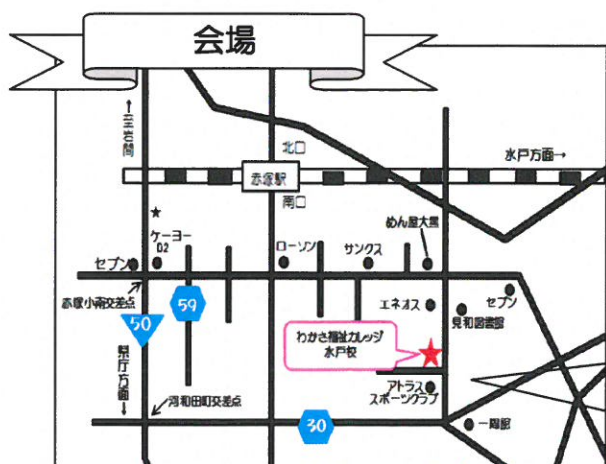 会場
←至岩間
北口
水戸方面→
赤塚駅
南口
★
ケーヨー
D2
セブン
ローソン
サンクス
めん屋大黒
赤塚小南交差点
59
エネオス
セブン
見和図書館
50
わかさ福祉カレッジ
水戸校
県庁方面→
アトラス
スポーツクラブ
河和田町交差点
30
一陽館